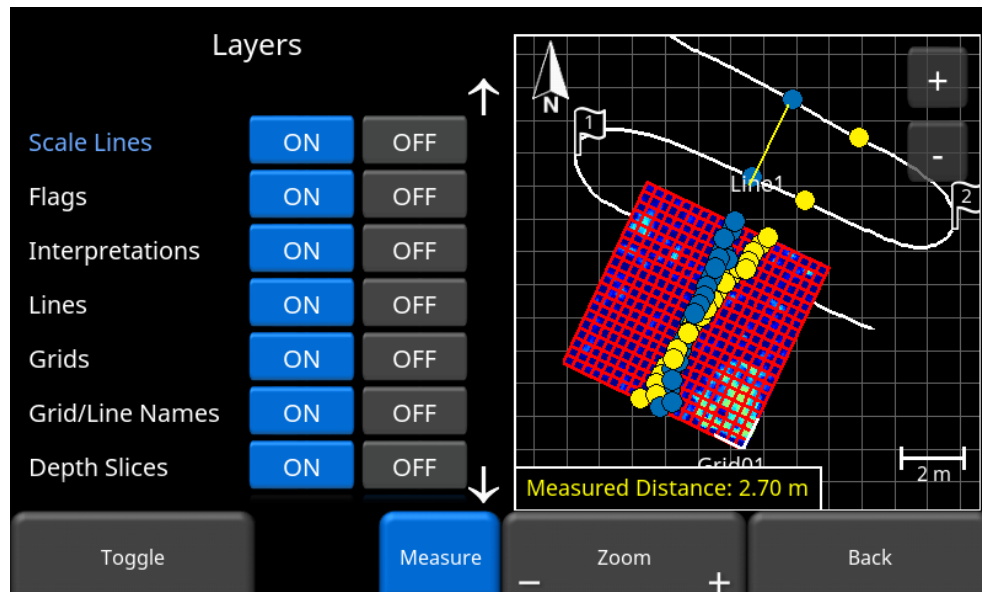 Layers
Scale Lines ON OFF
Flags ON OFF
Interpretations ON OFF
Lines ON OFF
Grids ON OFF
Grid/Line Names ON OFF
Depth Slices ON OFF
N
1
+
-
Line1
2
Grid01
2 m
Measured Distance: 2.70 m
Toggle
Measure
− Zoom +
Back